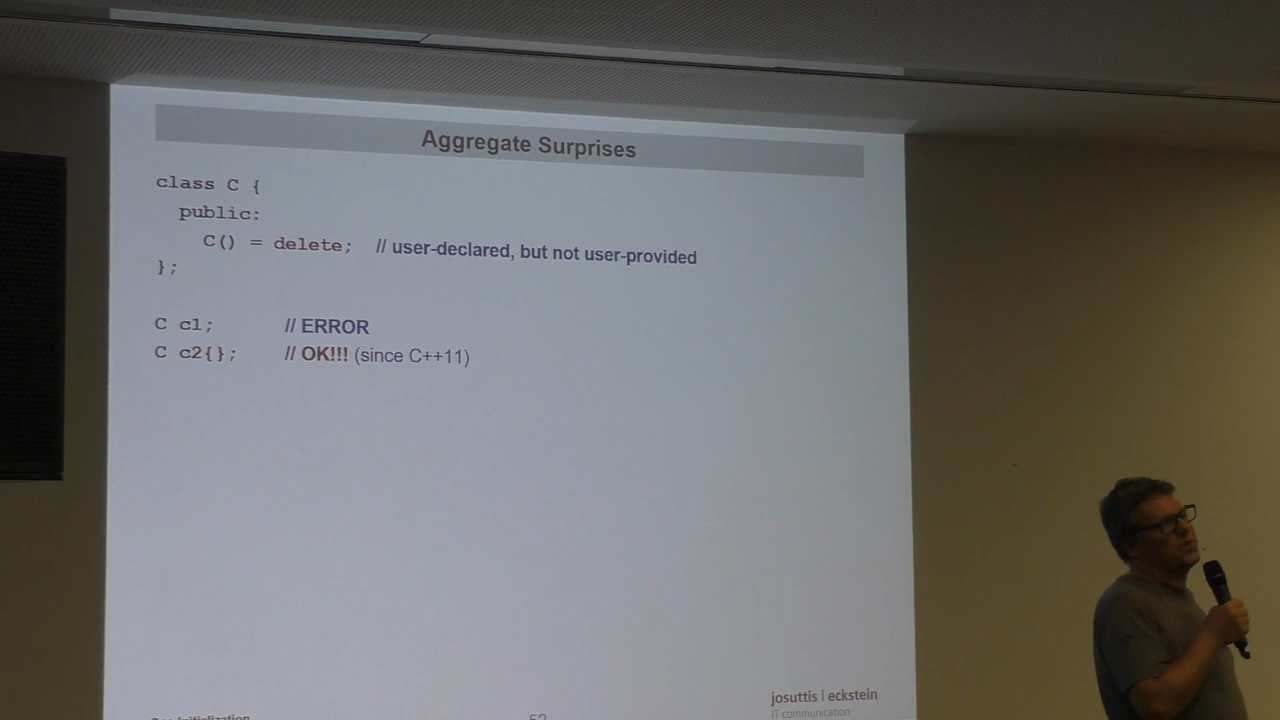 Aggregate Surprises
class C {
public:
C() = delete; // user-declared, but not user-provided
};
C c1; // ERROR
C c2{}; // OK!!! (since C++11)
josuttis | eckstein
IT communication
52